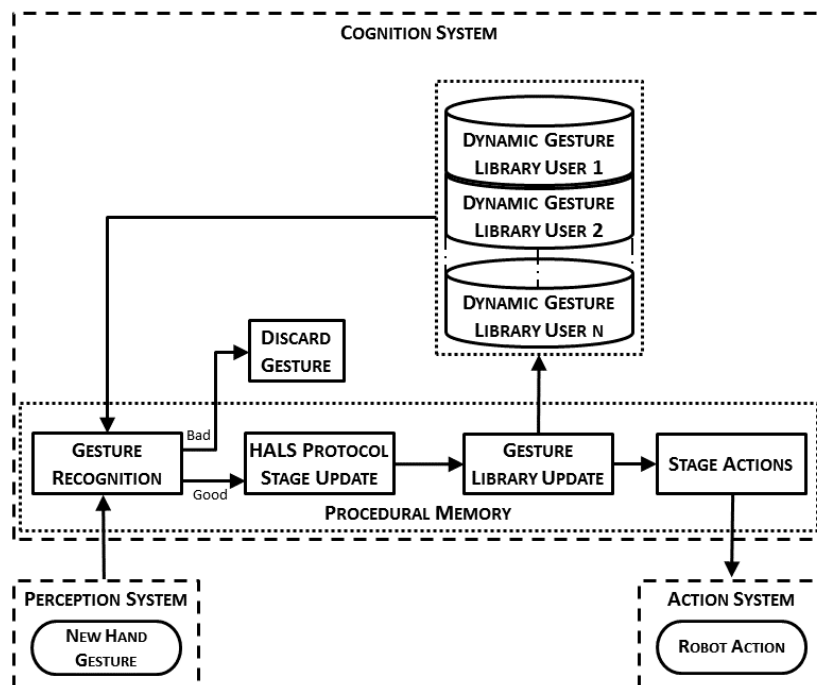 COGNITION SYSTEM
DYNAMIC GESTURE
LIBRARY USER 1
DYNAMIC GESTURE
LIBRARY USER 2
DYNAMIC GESTURE
LIBRARY USER N
DISCARD
GESTURE
Bad
GESTURE
RECOGNITION
Good
HALS PROTOCOL
STAGE UPDATE
GESTURE
LIBRARY UPDATE
STAGE ACTIONS
PROCEDURAL MEMORY
PERCEPTION SYSTEM
NEW HAND
GESTURE
ACTION SYSTEM
ROBOT ACTION